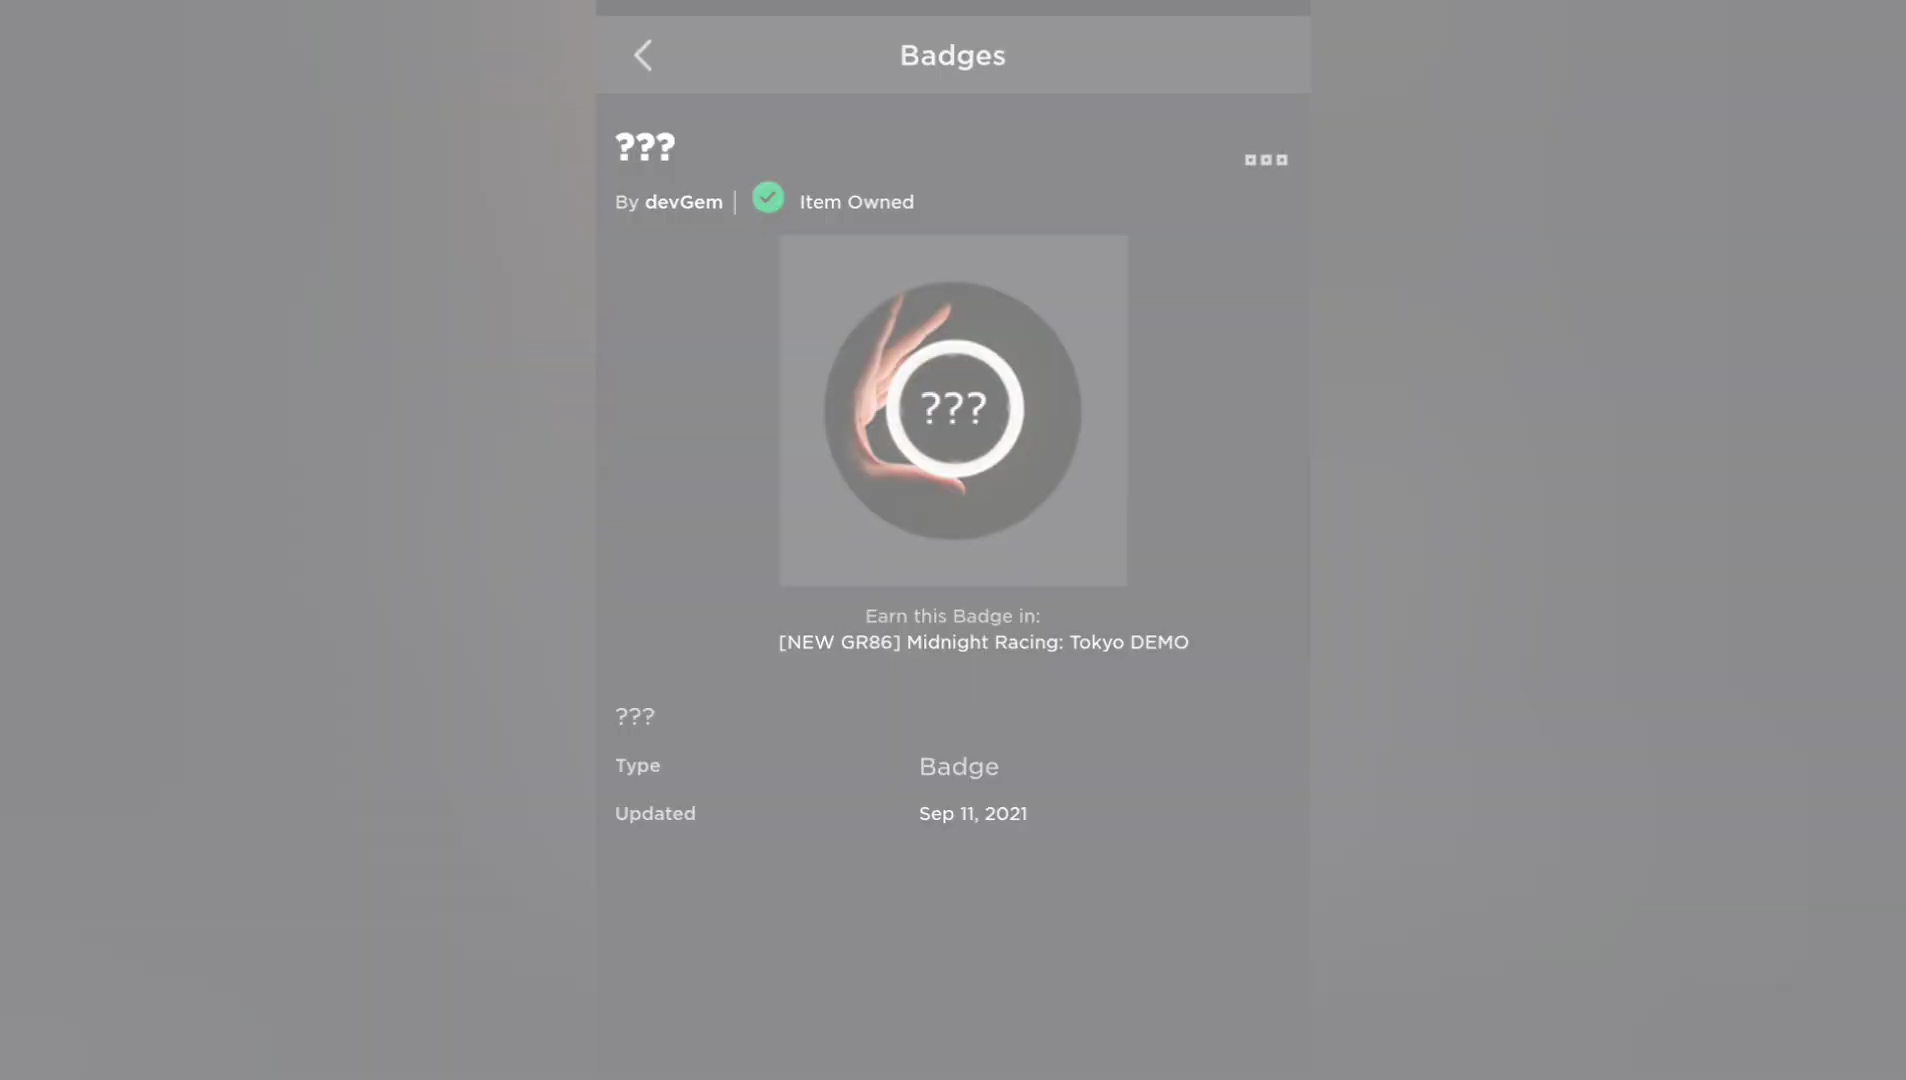 Badges
???
By devGem | Item Owned
???
Earn this Badge in:
[NEW GR86] Midnight Racing: Tokyo DEMO
???
Type Badge
Updated Sep 11, 2021